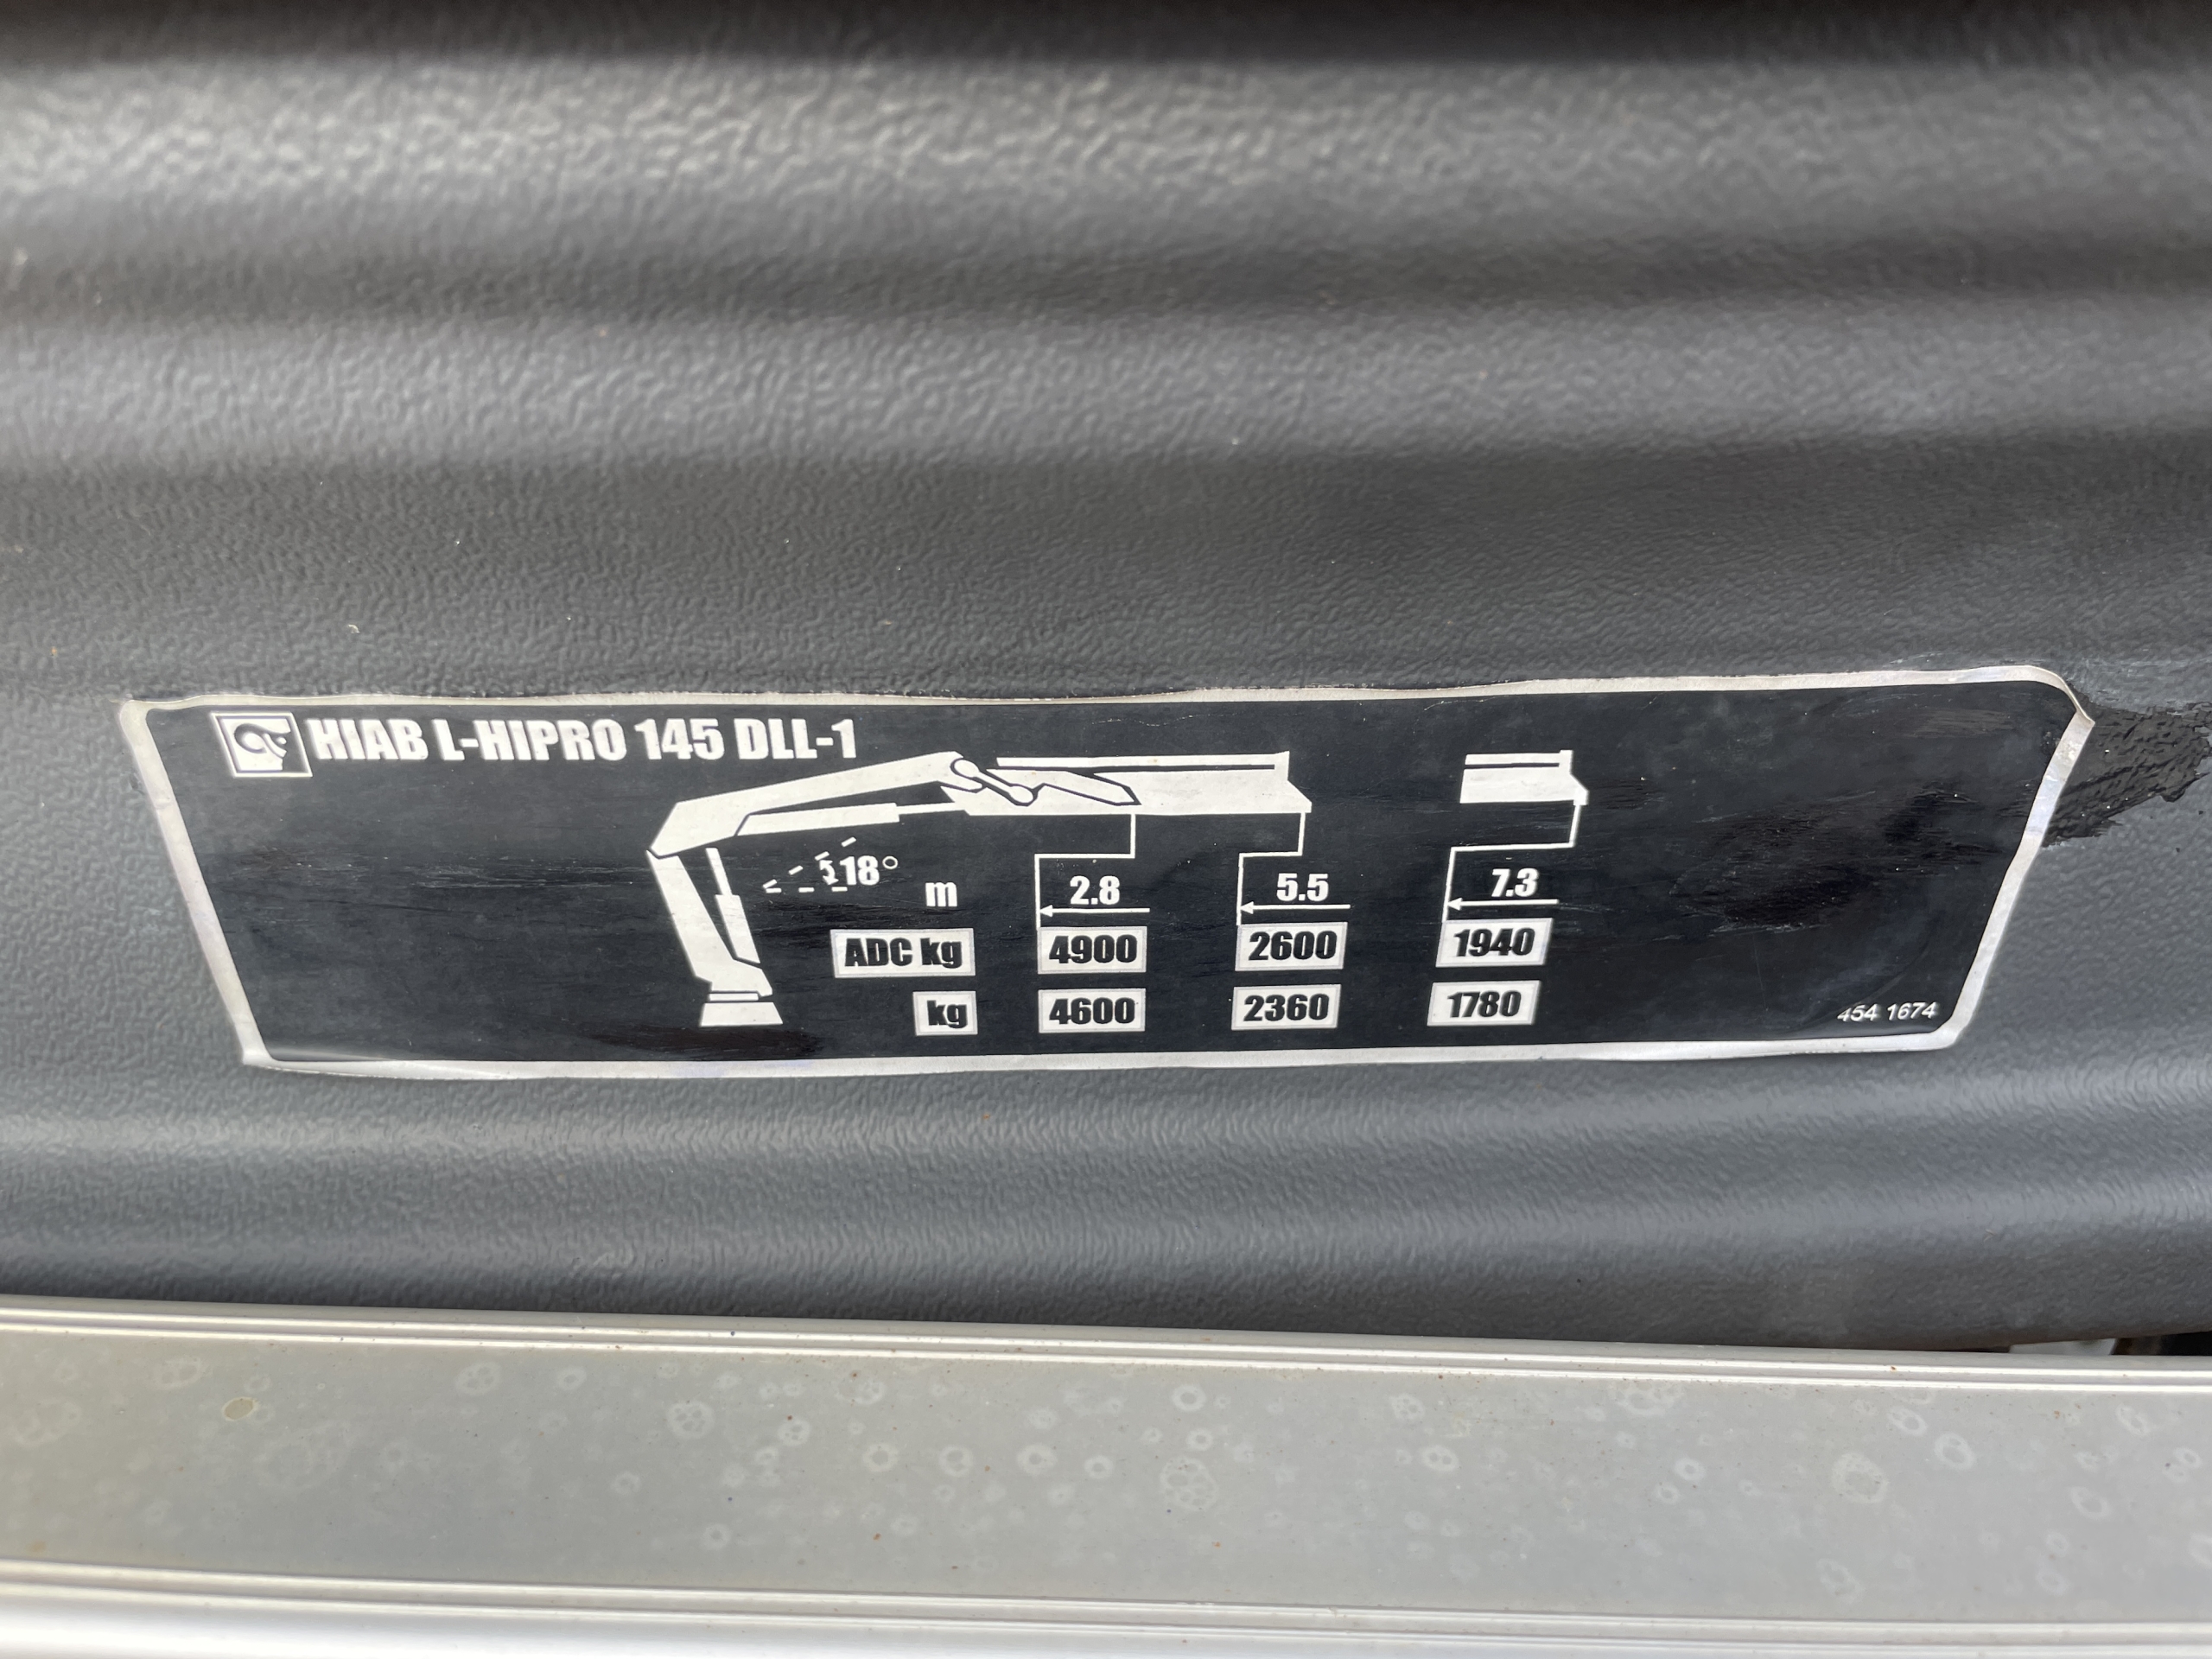 HIAB L-HIPRO 145 DLL-1
18°
m 2.8 5.5 7.3
ADC kg 4900 2600 1940
kg 4600 2360 1780
454 1674